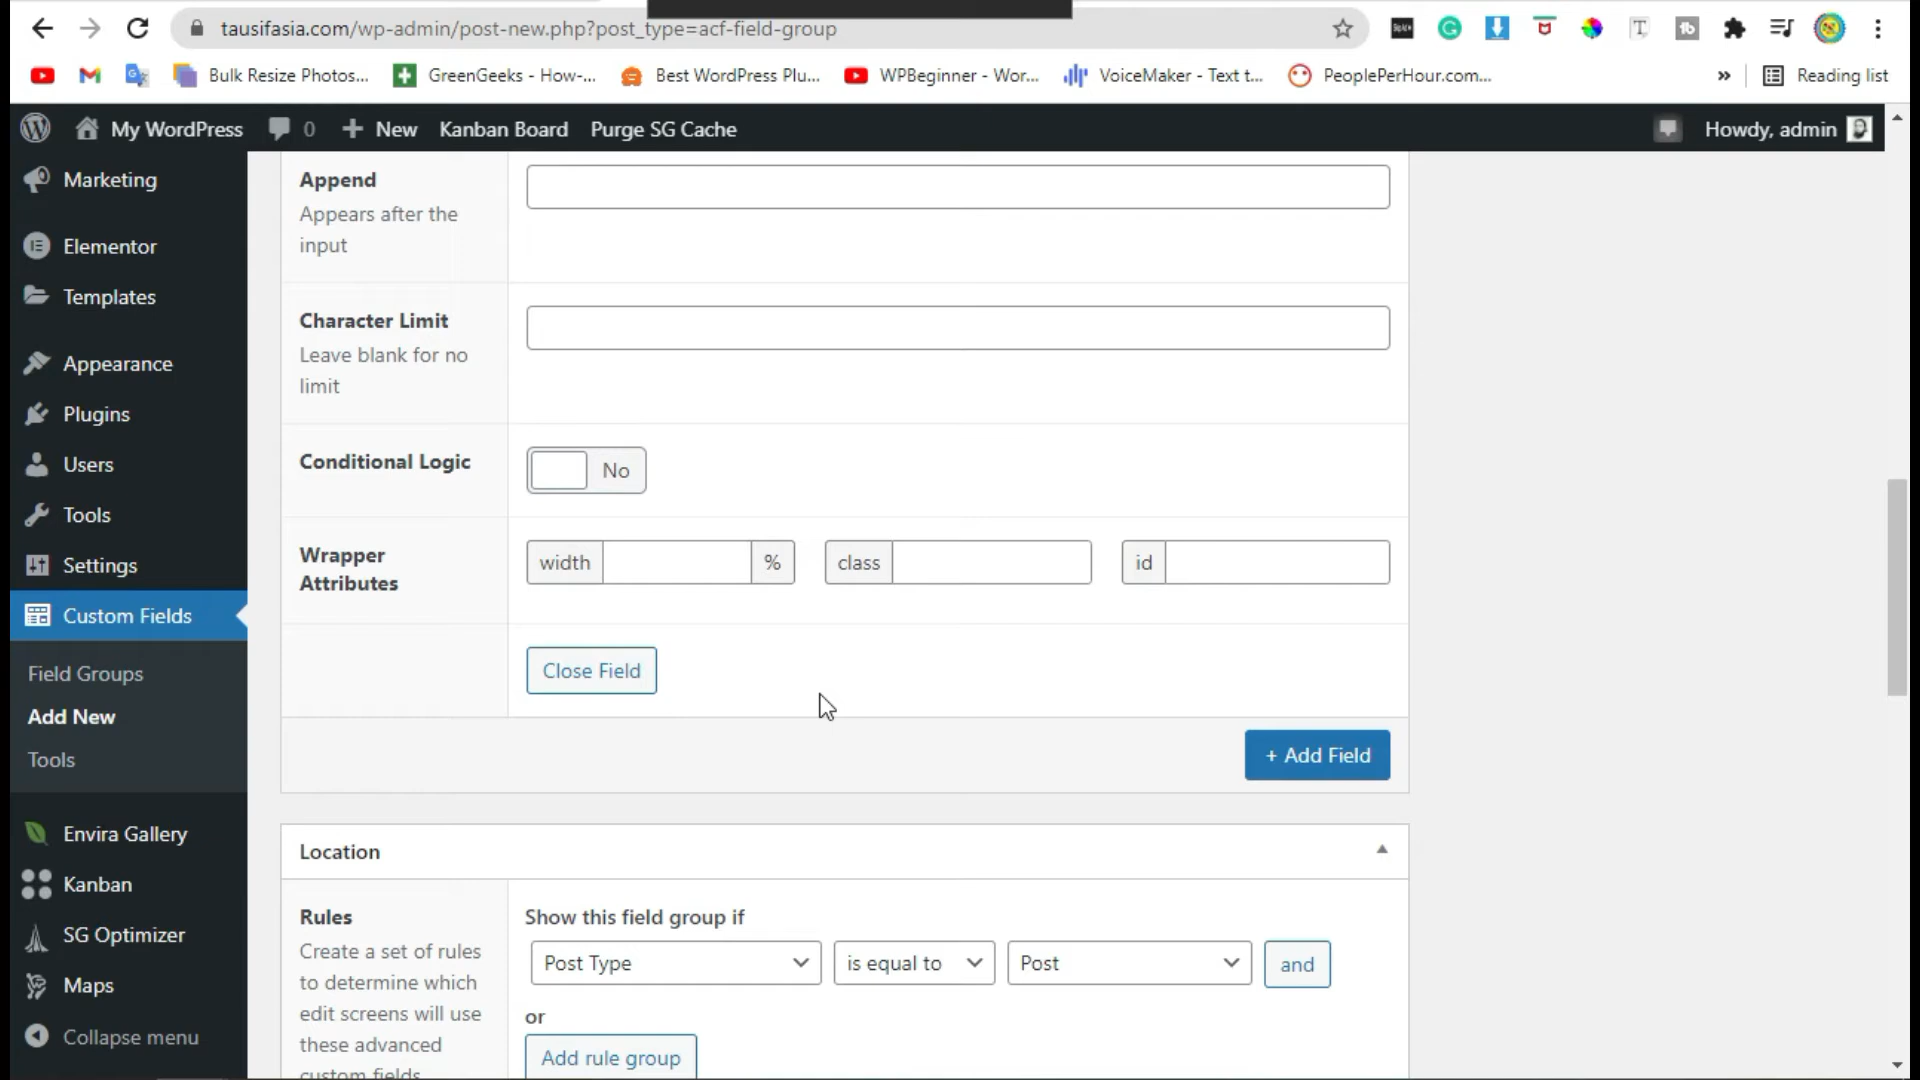 tausifasia.com/wp-admin/post-new.php?post_type=acf-field-group
Bulk Resize Photos...
GreenGeeks - How-...
Best WordPress Plu...
WPBeginner - Wor...
VoiceMaker - Text t...
PeoplePerHour.com...
»
Reading list
My WordPress
0
+ New
Kanban Board
Purge SG Cache
Howdy, admin
Marketing
Elementor
Templates
Appearance
Plugins
Users
Tools
Settings
Custom Fields
Field Groups
Add New
Tools
Envira Gallery
Kanban
SG Optimizer
Maps
Collapse menu
Append
Appears after the
input
Character Limit
Leave blank for no
limit
Conditional Logic
No
Wrapper
Attributes
width
%
class
id
Close Field
+ Add Field
Location
Rules
Create a set of rules
to determine which
edit screens will use
these advanced
custom fields
Show this field group if
Post Type
is equal to
Post
and
or
Add rule group